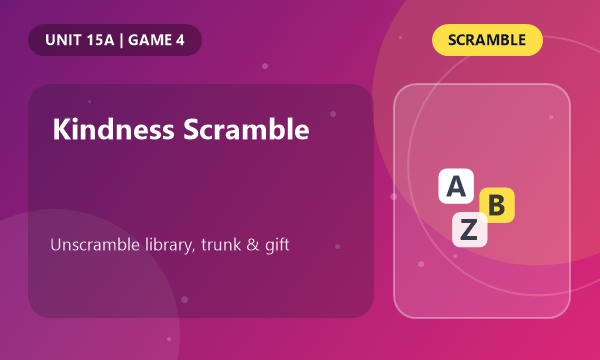 UNIT 15A | GAME 4
SCRAMBLE
Kindness Scramble
Unscramble library, trunk & gift
A
B
Z